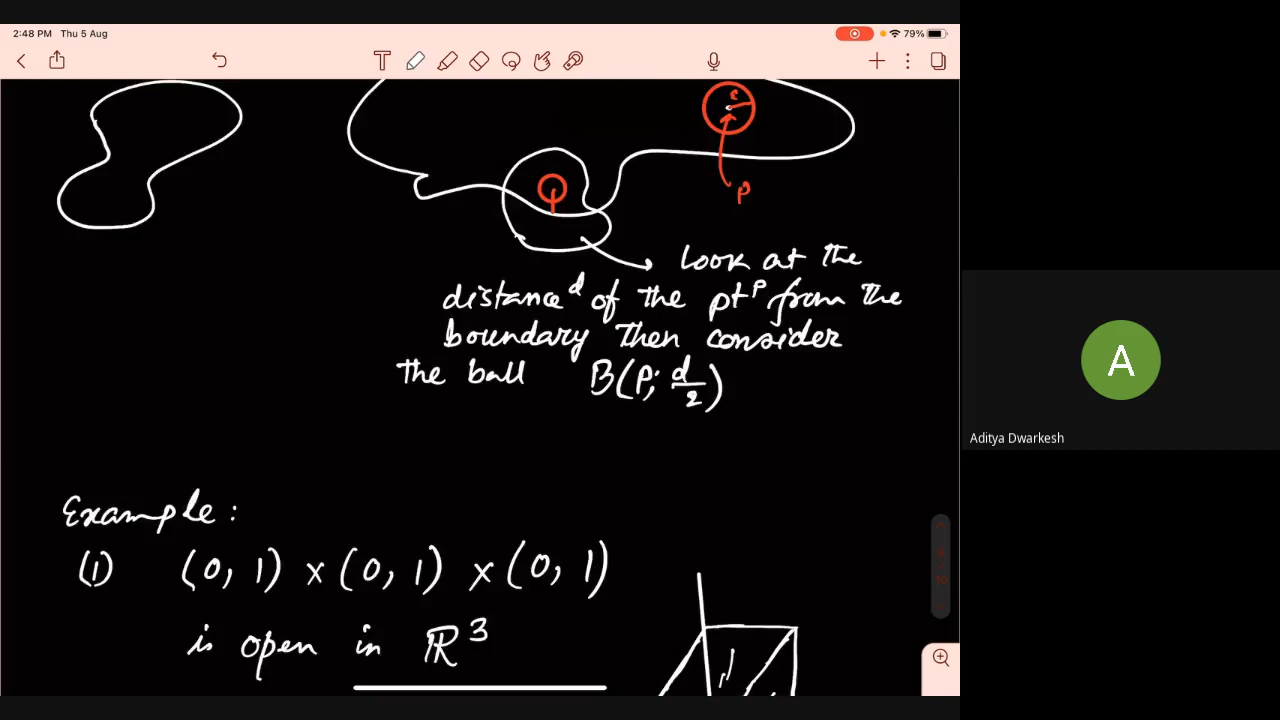 2:48 PM Thu 5 Aug
79%
T
ε
p
look at the
distance d of the pt p from the
boundary then consider
the ball B(p; d/2)
Example:
(1) (0, 1) × (0, 1) × (0, 1)
is open in ℝ³
A
Aditya Dwarkesh